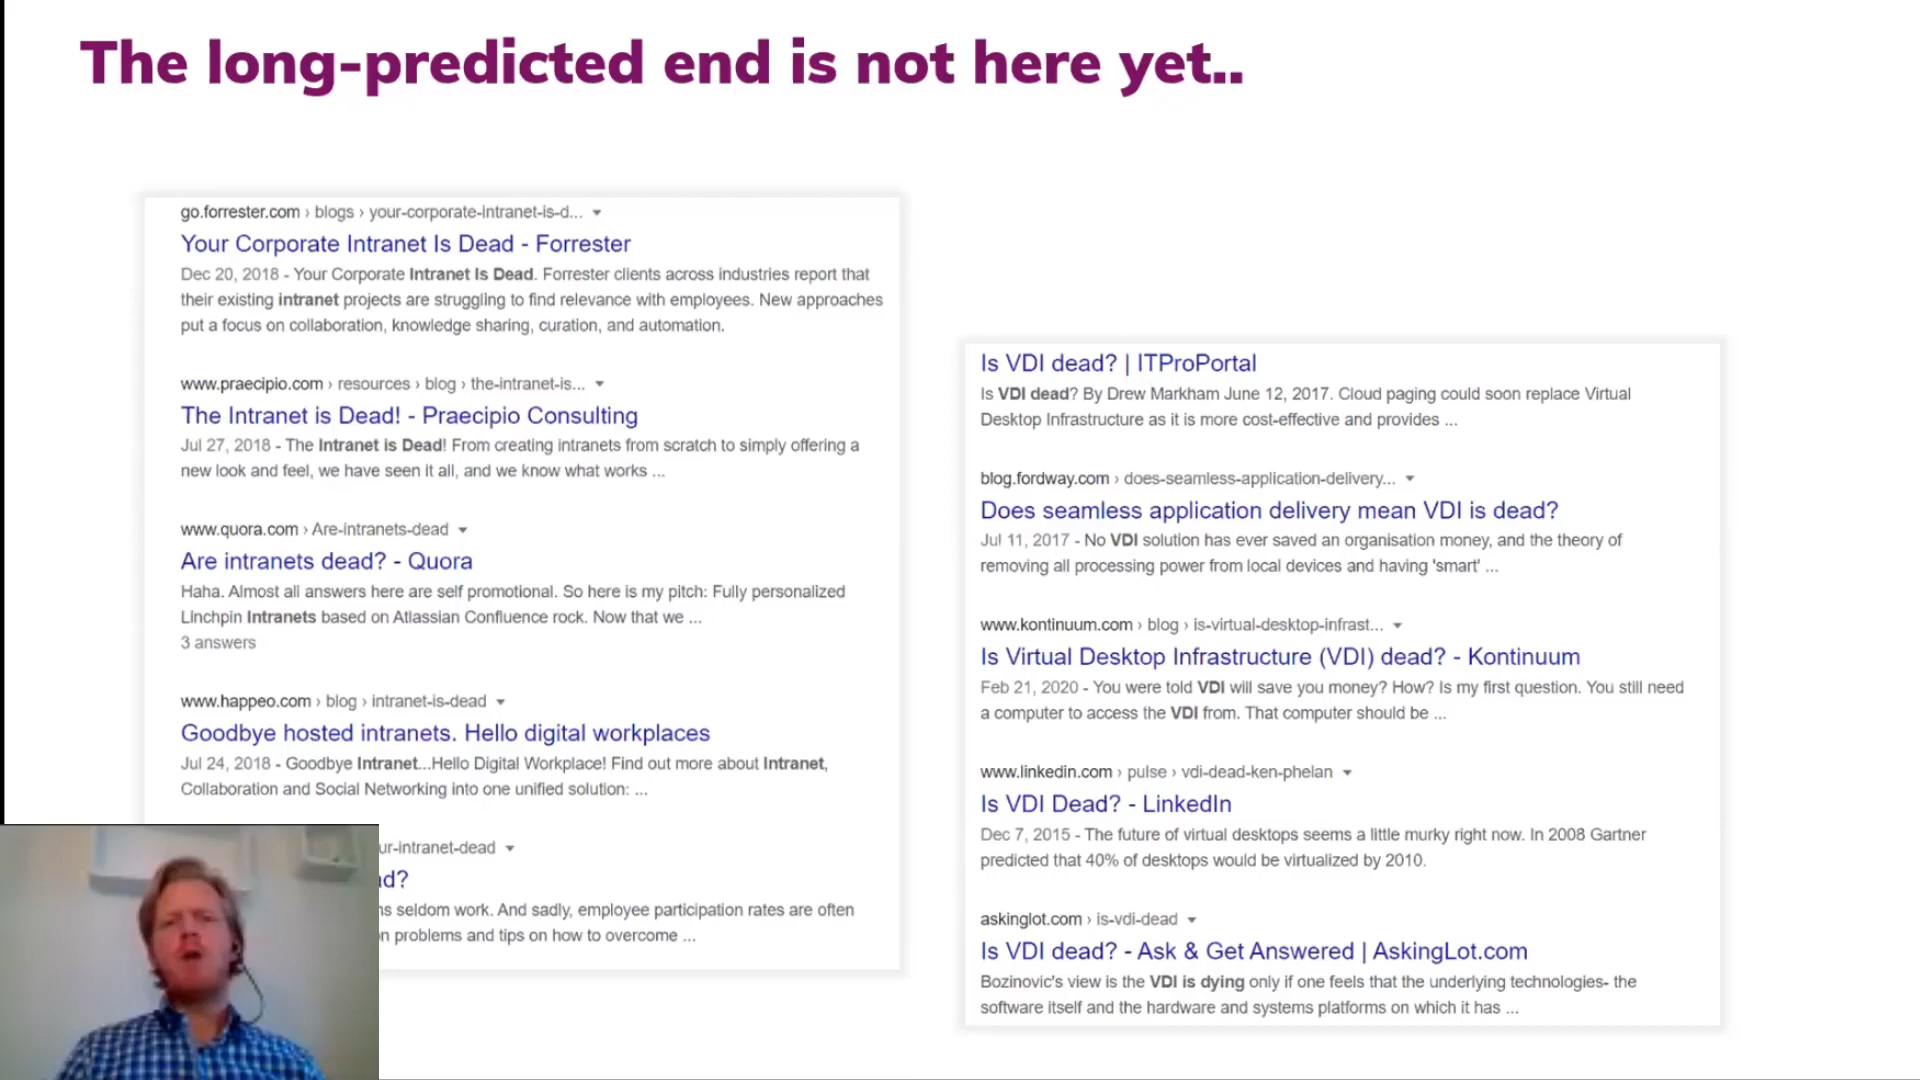 The long-predicted end is not here yet..
go.forrester.com › blogs › your-corporate-intranet-is-d...
Your Corporate Intranet Is Dead - Forrester
Dec 20, 2018 - Your Corporate Intranet Is Dead. Forrester clients across industries report that
their existing intranet projects are struggling to find relevance with employees. New approaches
put a focus on collaboration, knowledge sharing, curation, and automation.
www.praecipio.com › resources › blog › the-intranet-is...
The Intranet is Dead! - Praecipio Consulting
Jul 27, 2018 - The Intranet is Dead! From creating intranets from scratch to simply offering a
new look and feel, we have seen it all, and we know what works ...
www.quora.com › Are-intranets-dead
Are intranets dead? - Quora
Haha. Almost all answers here are self promotional. So here is my pitch: Fully personalized
Linchpin Intranets based on Atlassian Confluence rock. Now that we ...
3 answers
www.happeo.com › blog › intranet-is-dead
Goodbye hosted intranets. Hello digital workplaces
Jul 24, 2018 - Goodbye Intranet...Hello Digital Workplace! Find out more about Intranet,
Collaboration and Social Networking into one unified solution: ...
ur-intranet-dead
d?
ns seldom work. And sadly, employee participation rates are often
n problems and tips on how to overcome ...
Is VDI dead? | ITProPortal
Is VDI dead? By Drew Markham June 12, 2017. Cloud paging could soon replace Virtual
Desktop Infrastructure as it is more cost-effective and provides ...
blog.fordway.com › does-seamless-application-delivery...
Does seamless application delivery mean VDI is dead?
Jul 11, 2017 - No VDI solution has ever saved an organisation money, and the theory of
removing all processing power from local devices and having 'smart' ...
www.kontinuum.com › blog › is-virtual-desktop-infrast...
Is Virtual Desktop Infrastructure (VDI) dead? - Kontinuum
Feb 21, 2020 - You were told VDI will save you money? How? Is my first question. You still need
a computer to access the VDI from. That computer should be ...
www.linkedin.com › pulse › vdi-dead-ken-phelan
Is VDI Dead? - LinkedIn
Dec 7, 2015 - The future of virtual desktops seems a little murky right now. In 2008 Gartner
predicted that 40% of desktops would be virtualized by 2010.
askinglot.com › is-vdi-dead
Is VDI dead? - Ask & Get Answered | AskingLot.com
Bozinovic's view is the VDI is dying only if one feels that the underlying technologies- the
software itself and the hardware and systems platforms on which it has ...